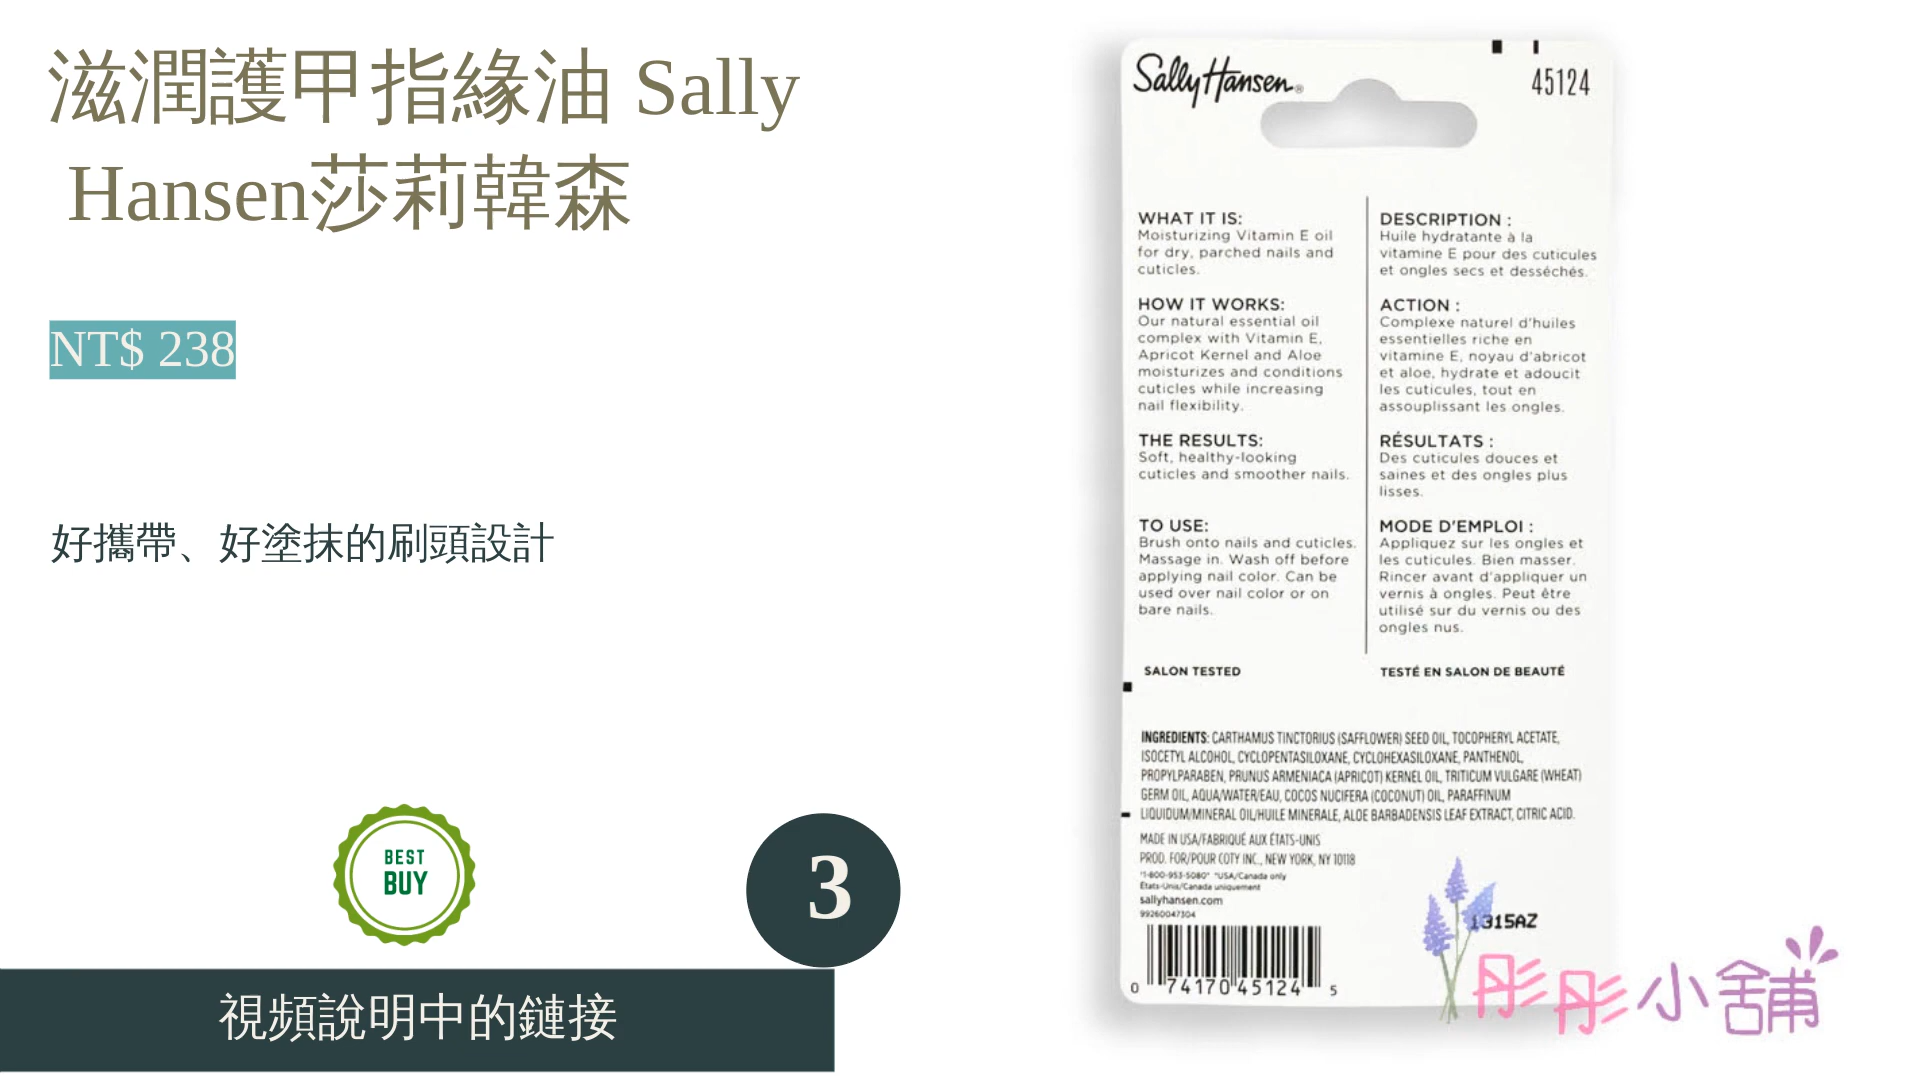 滋潤護甲指緣油 Sally
Hansen莎莉韓森
NT$ 238
好攜帶、好塗抹的刷頭設計
BEST
BUY
3
視頻說明中的鏈接
Sally Hansen®
45124
WHAT IT IS:
Moisturizing Vitamin E oil
for dry, parched nails and
cuticles.
HOW IT WORKS:
Our natural essential oil
complex with Vitamin E,
Apricot Kernel and Aloe
moisturizes and conditions
cuticles while increasing
nail flexibility.
THE RESULTS:
Soft, healthy-looking
cuticles and smoother nails.
TO USE:
Brush onto nails and cuticles.
Massage in. Wash off before
applying nail color. Can be
used over nail color or on
bare nails.
SALON TESTED
DESCRIPTION :
Huile hydratante à la
vitamine E pour des cuticules
et ongles secs et desséchés.
ACTION :
Complexe naturel d'huiles
essentielles riche en
vitamine E, noyau d'abricot
et aloe, hydrate et adoucit
les cuticules, tout en
assouplissant les ongles.
RÉSULTATS :
Des cuticules douces et
saines et des ongles plus
lisses.
MODE D'EMPLOI :
Appliquez sur les ongles et
les cuticules. Bien masser.
Rincer avant d'appliquer un
vernis à ongles. Peut être
utilisé sur du vernis ou des
ongles nus.
TESTÉ EN SALON DE BEAUTÉ
INGREDIENTS: CARTHAMUS TINCTORIUS (SAFFLOWER) SEED OIL, TOCOPHERYL ACETATE,
ISOCETYL ALCOHOL, CYCLOPENTASILOXANE, CYCLOHEXASILOXANE, PANTHENOL,
PROPYLPARABEN, PRUNUS ARMENIACA (APRICOT) KERNEL OIL, TRITICUM VULGARE (WHEAT)
GERM OIL, AQUA/WATER/EAU, COCOS NUCIFERA (COCONUT) OIL, PARAFFINUM
LIQUIDUM/MINERAL OIL/HUILE MINERALE, ALOE BARBADENSIS LEAF EXTRACT, CITRIC ACID.
MADE IN USA/FABRIQUÉ AUX ÉTATS-UNIS
PROD. FOR/POUR COTY INC., NEW YORK, NY 10118
*1-800-953-5080* *USA/Canada only
États-Unis/Canada uniquement
sallyhansen.com
99260047304
1315AZ
0 74170 45124 5
彤彤小舖